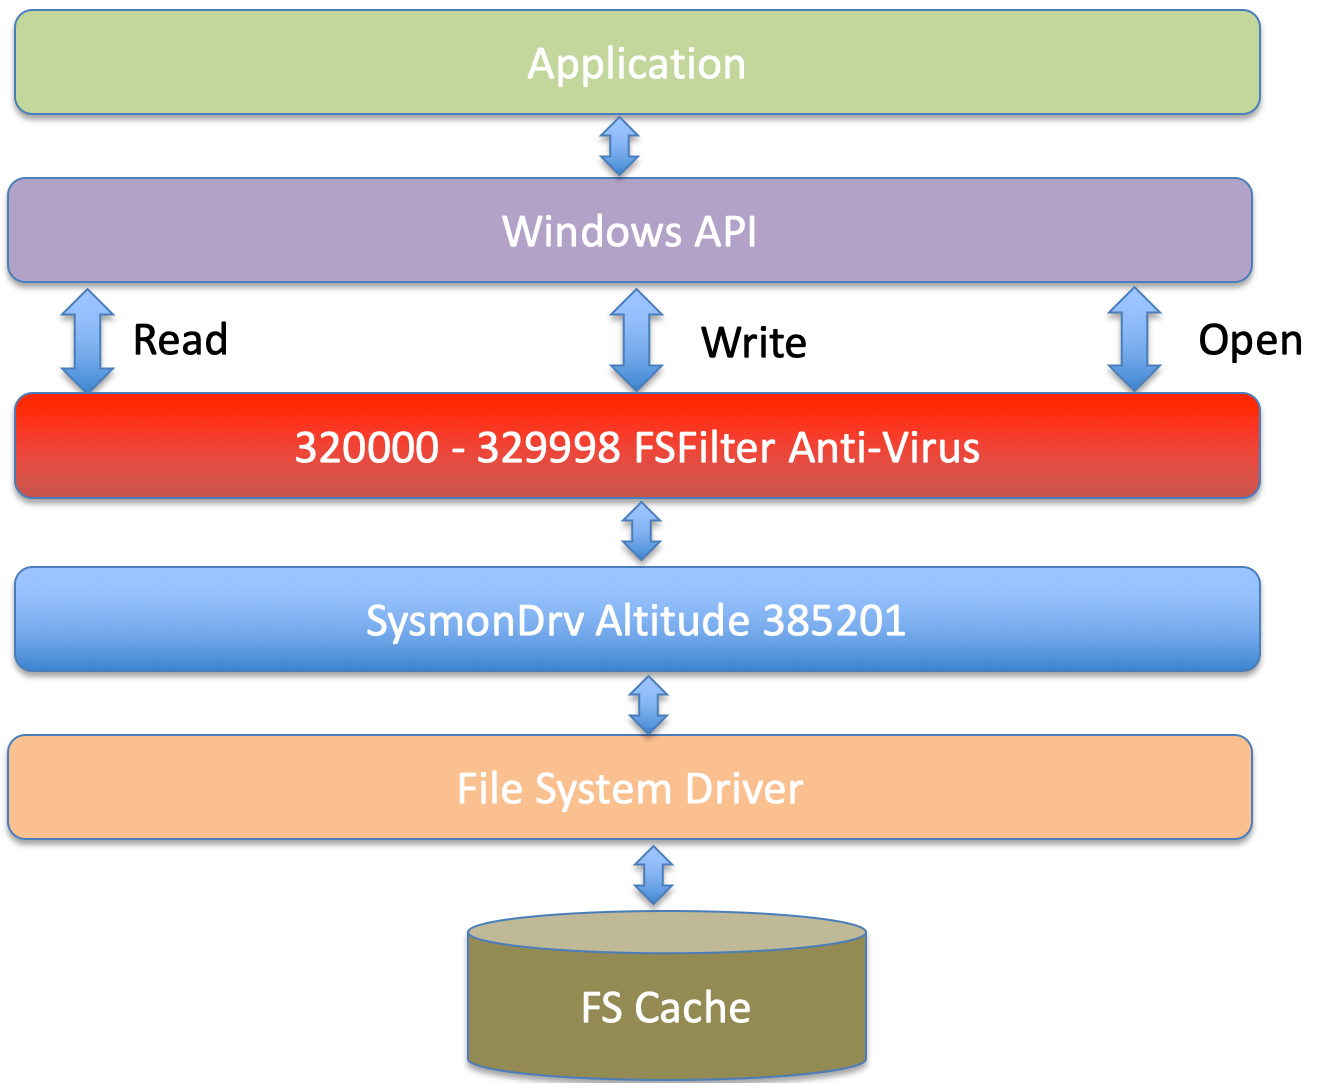 Application
Windows API
Read
Write
Open
320000 - 329998 FSFilter Anti-Virus
SysmonDrv Altitude 385201
File System Driver
FS Cache